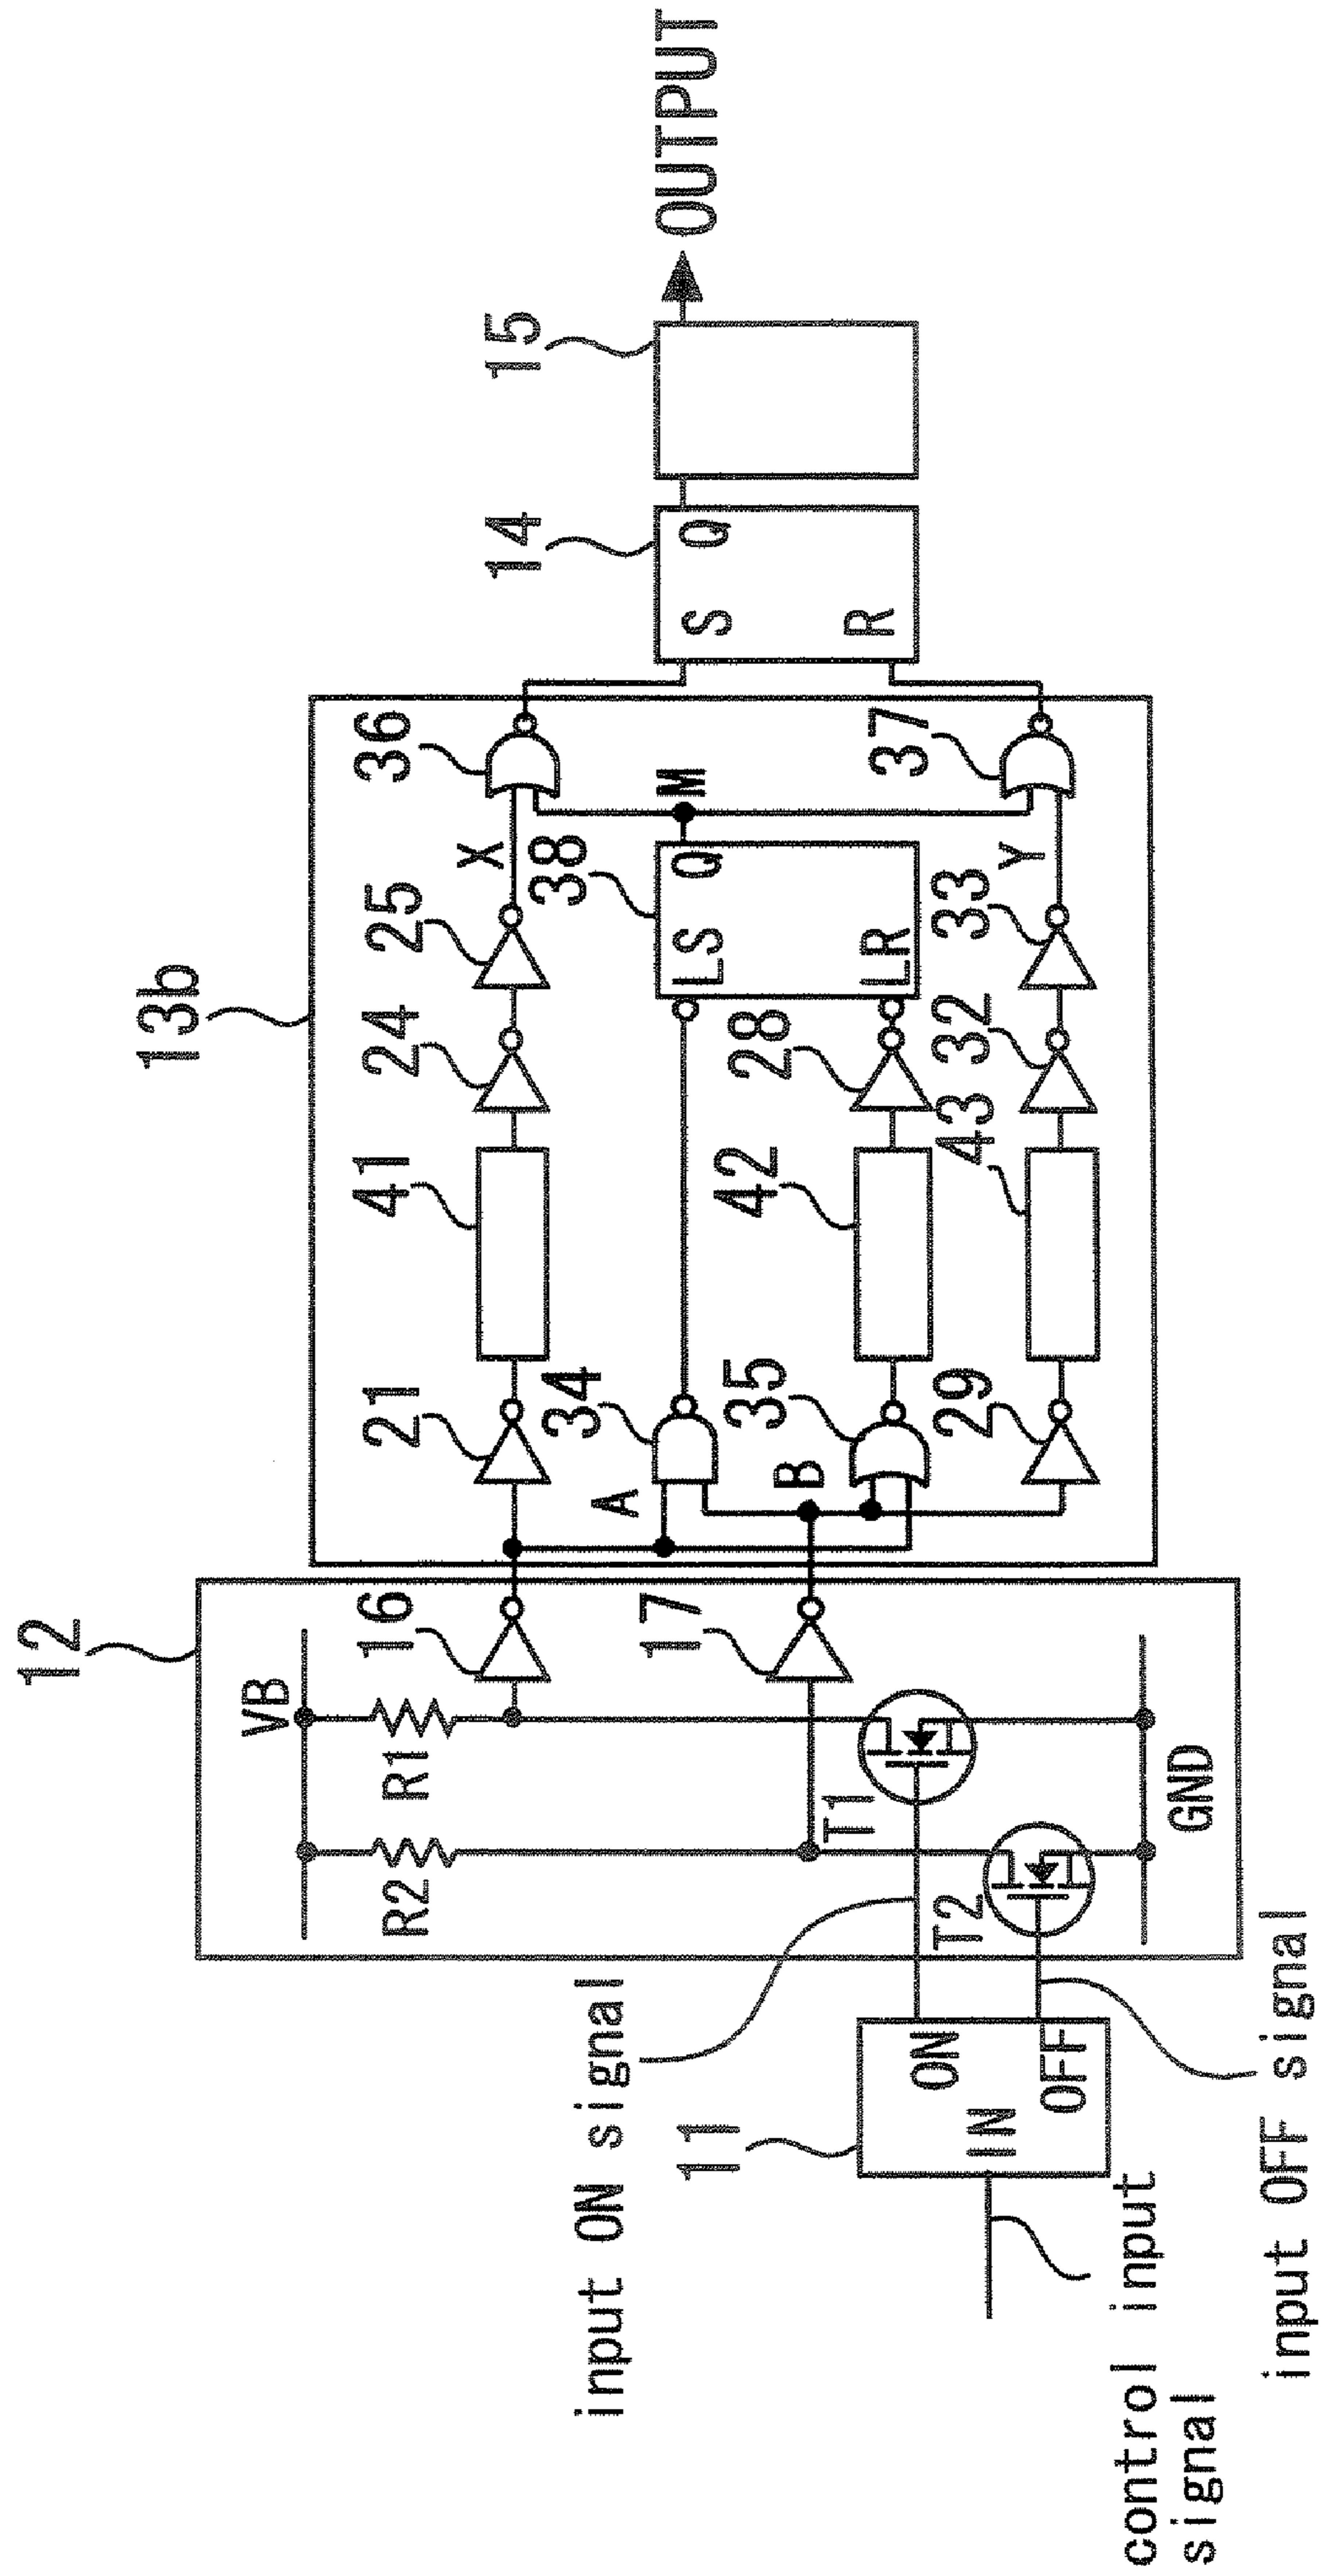 12
13b
VB
R1
R2
16
17
T1
T2
GND
21
41
24
25
X
36
A
34
38
LS
Q
M
LR
B
35
42
28
29
43
32
33
Y
37
14
S
Q
R
15
OUTPUT
11
ON
IN
OFF
input ON signal
control input
signal
input OFF signal